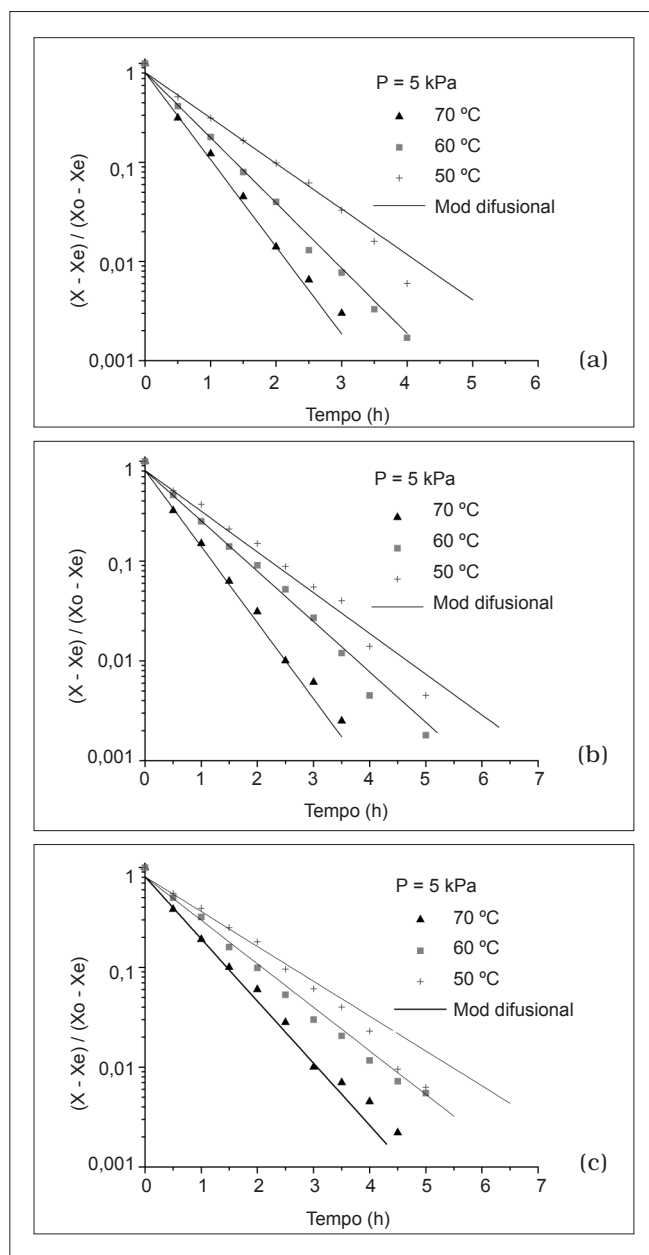 (X - Xe) / (Xo - Xe)
1
0,1
0,01
0,001
P = 5 kPa
70 ºC
60 ºC
50 ºC
Mod difusional
(a)
0 1 2 3 4 5 6
Tempo (h)
(X - Xe) / (Xo - Xe)
1
0,1
0,01
0,001
P = 5 kPa
70 ºC
60 ºC
50 ºC
Mod difusional
(b)
0 1 2 3 4 5 6 7
Tempo (h)
(X - Xe) / (Xo - Xe)
1
0,1
0,01
0,001
P = 5 kPa
70 ºC
60 ºC
50 ºC
Mod difusional
(c)
0 1 2 3 4 5 6 7
Tempo (h)